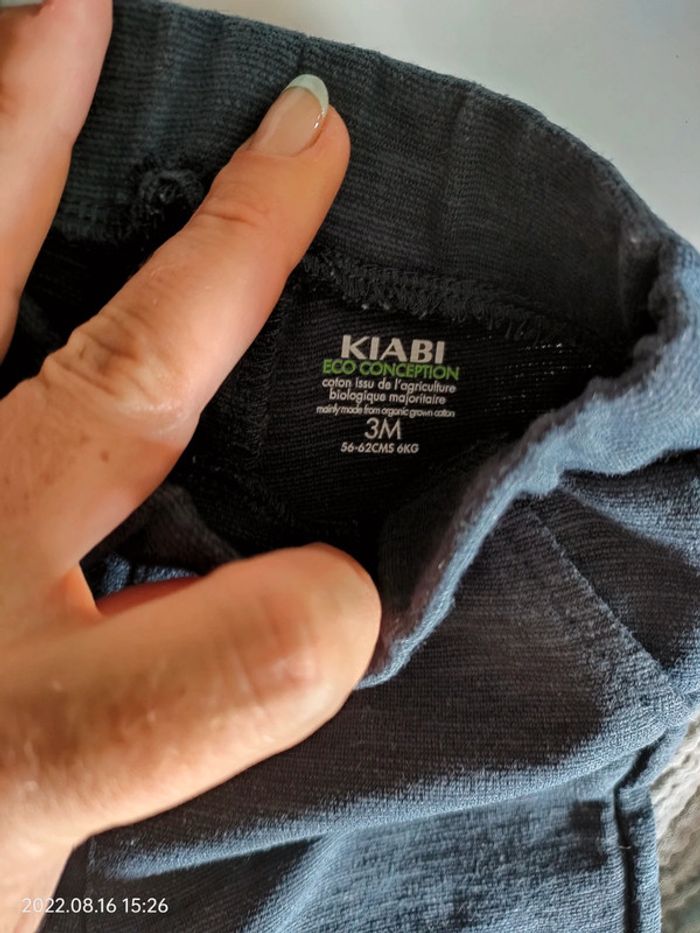 KIABI
ECO CONCEPTION
coton issu de l'agriculture
biologique majoritaire
mainly made from organic grown cotton
3M
56-62CMS 6KG
2022.08.16 15:26